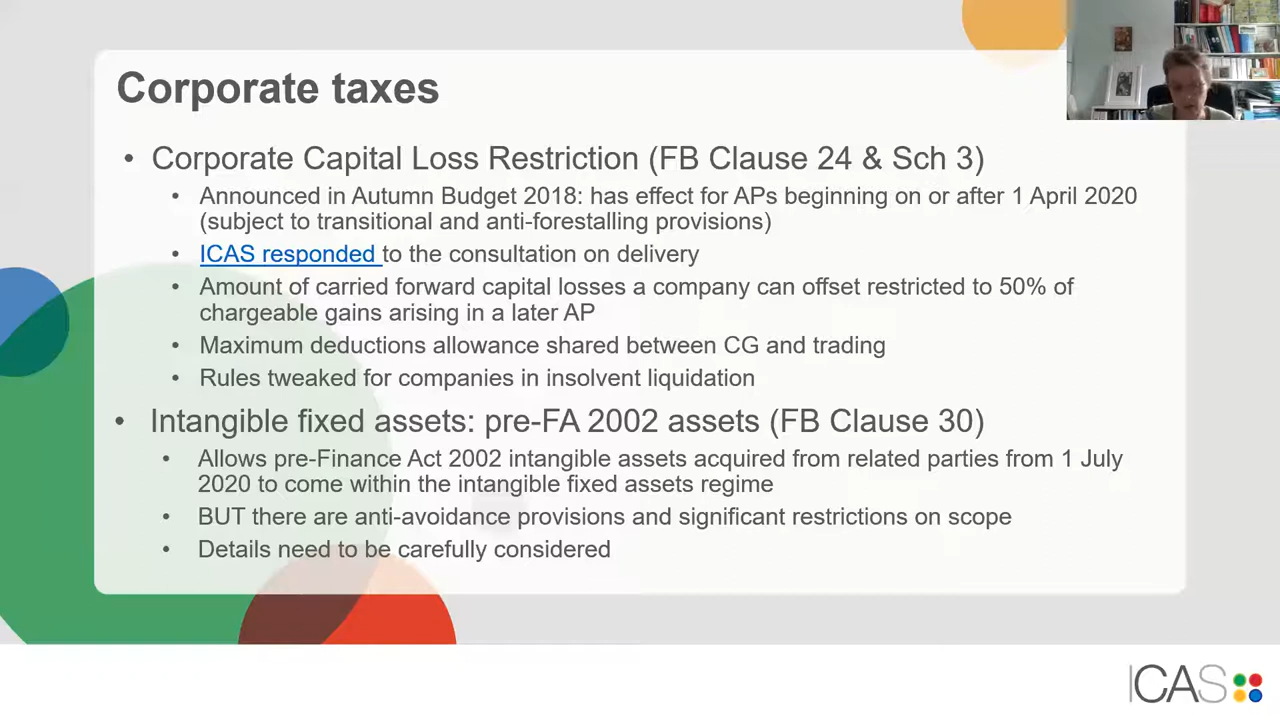 Corporate taxes
• Corporate Capital Loss Restriction (FB Clause 24 & Sch 3)
• Announced in Autumn Budget 2018: has effect for APs beginning on or after 1 April 2020
(subject to transitional and anti-forestalling provisions)
• ICAS responded to the consultation on delivery
• Amount of carried forward capital losses a company can offset restricted to 50% of
chargeable gains arising in a later AP
• Maximum deductions allowance shared between CG and trading
• Rules tweaked for companies in insolvent liquidation
• Intangible fixed assets: pre-FA 2002 assets (FB Clause 30)
• Allows pre-Finance Act 2002 intangible assets acquired from related parties from 1 July
2020 to come within the intangible fixed assets regime
• BUT there are anti-avoidance provisions and significant restrictions on scope
• Details need to be carefully considered
ICAS